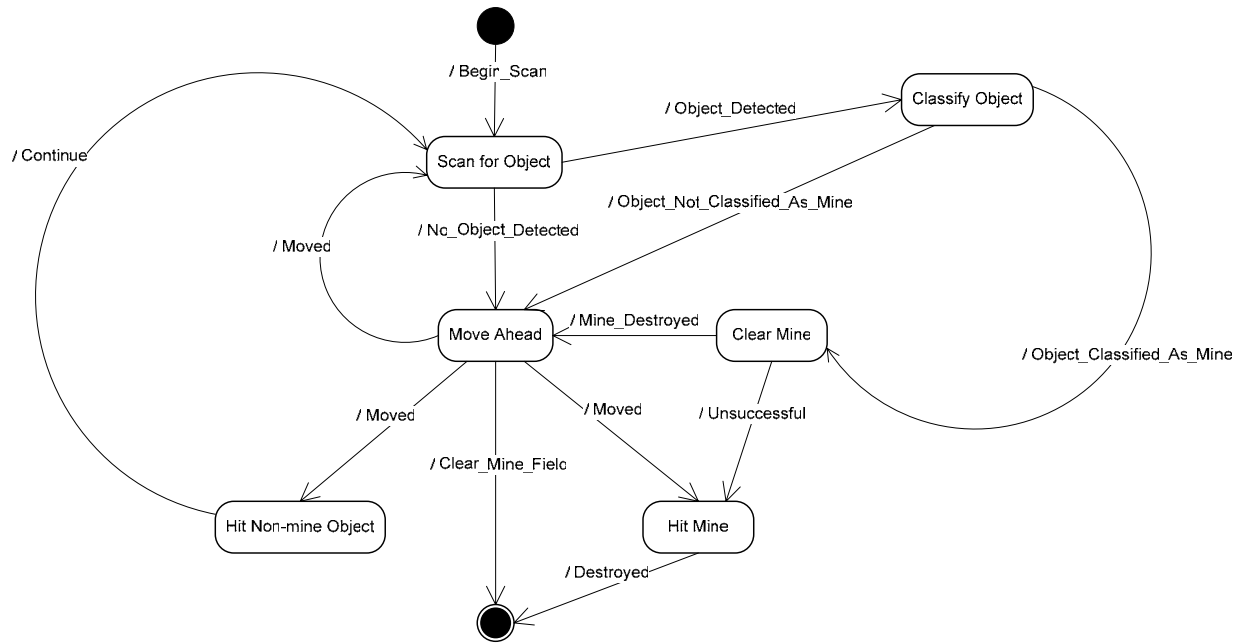 / Begin_Scan
Classify Object
/ Object_Detected
/ Continue
Scan for Object
/ Object_Not_Classified_As_Mine
/ No_Object_Detected
/ Moved
/ Mine_Destroyed
Move Ahead
Clear Mine
/ Object_Classified_As_Mine
/ Moved
/ Moved
/ Unsuccessful
/ Clear_Mine_Field
Hit Non-mine Object
Hit Mine
/ Destroyed